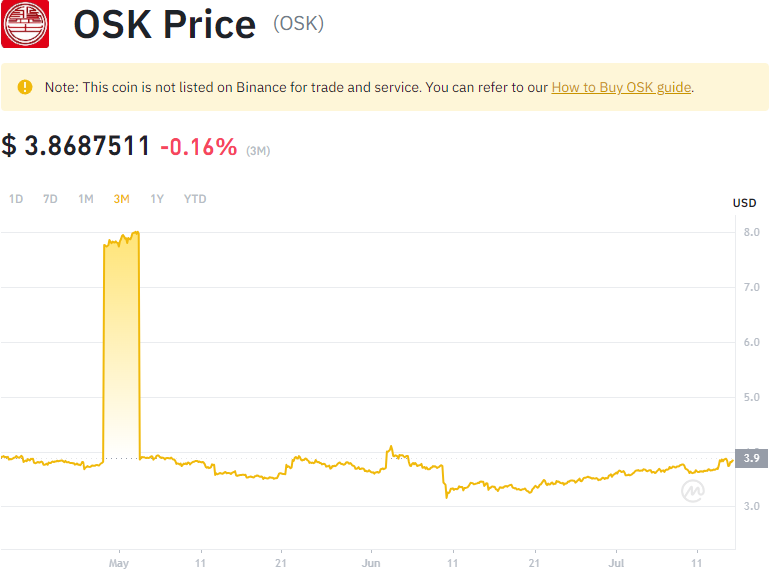 OSK Price (OSK)
Note: This coin is not listed on Binance for trade and service. You can refer to our How to Buy OSK guide.
$ 3.8687511 -0.16% (3M)
1D 7D 1M 3M 1Y YTD
USD
8.0
7.0
6.0
5.0
3.9
3.0
May 11 21 Jun 11 21 Jul 11